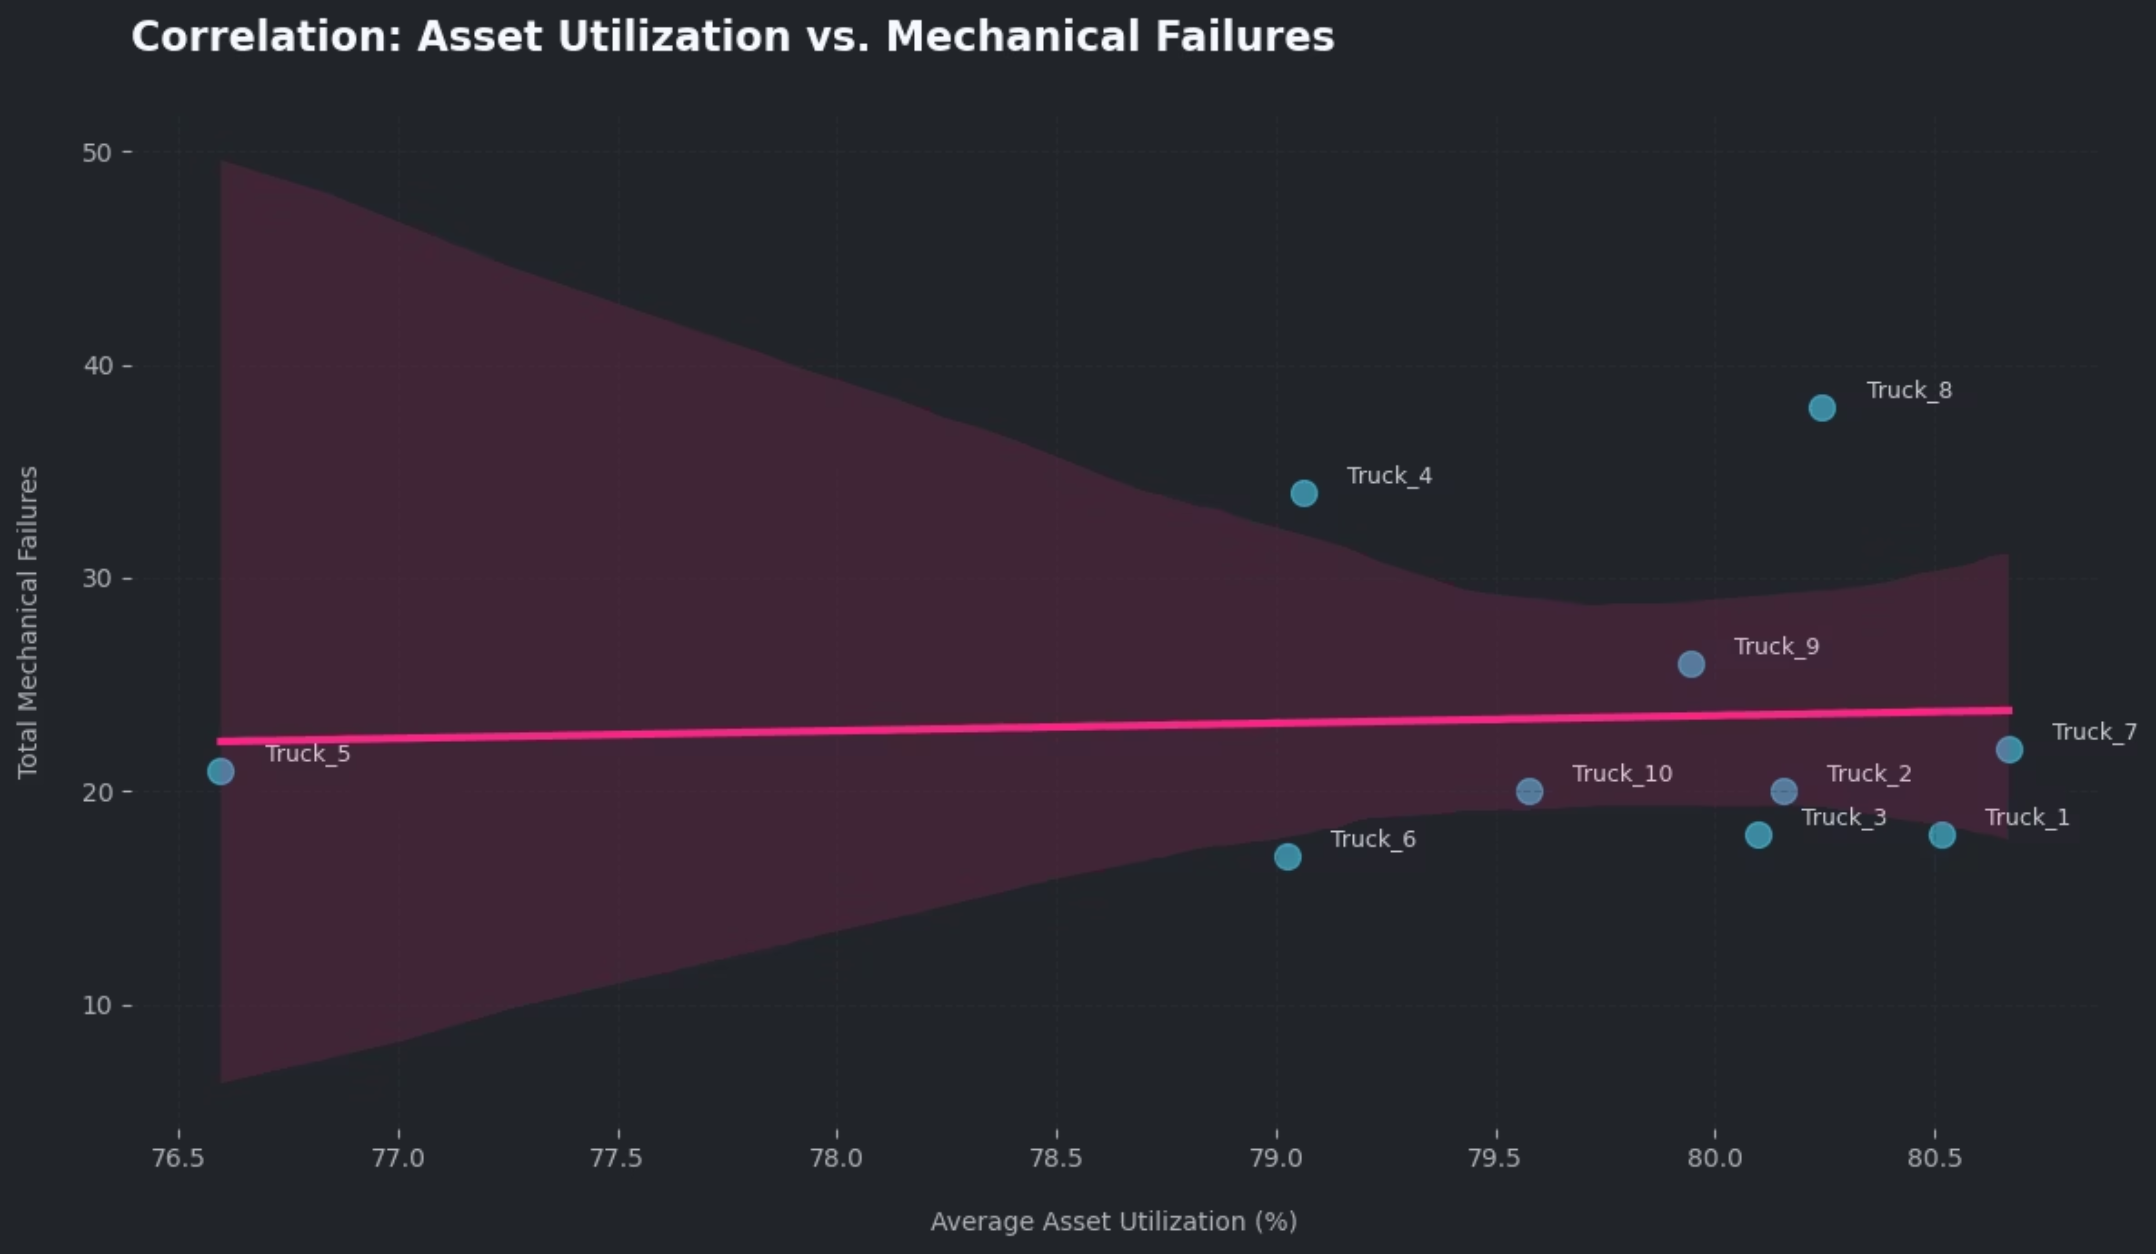 Correlation: Asset Utilization vs. Mechanical Failures
50
40
30
20
10
Total Mechanical Failures
Truck_8
Truck_4
Truck_9
Truck_7
Truck_5
Truck_10
Truck_2
Truck_3
Truck_1
Truck_6
76.5 77.0 77.5 78.0 78.5 79.0 79.5 80.0 80.5
Average Asset Utilization (%)